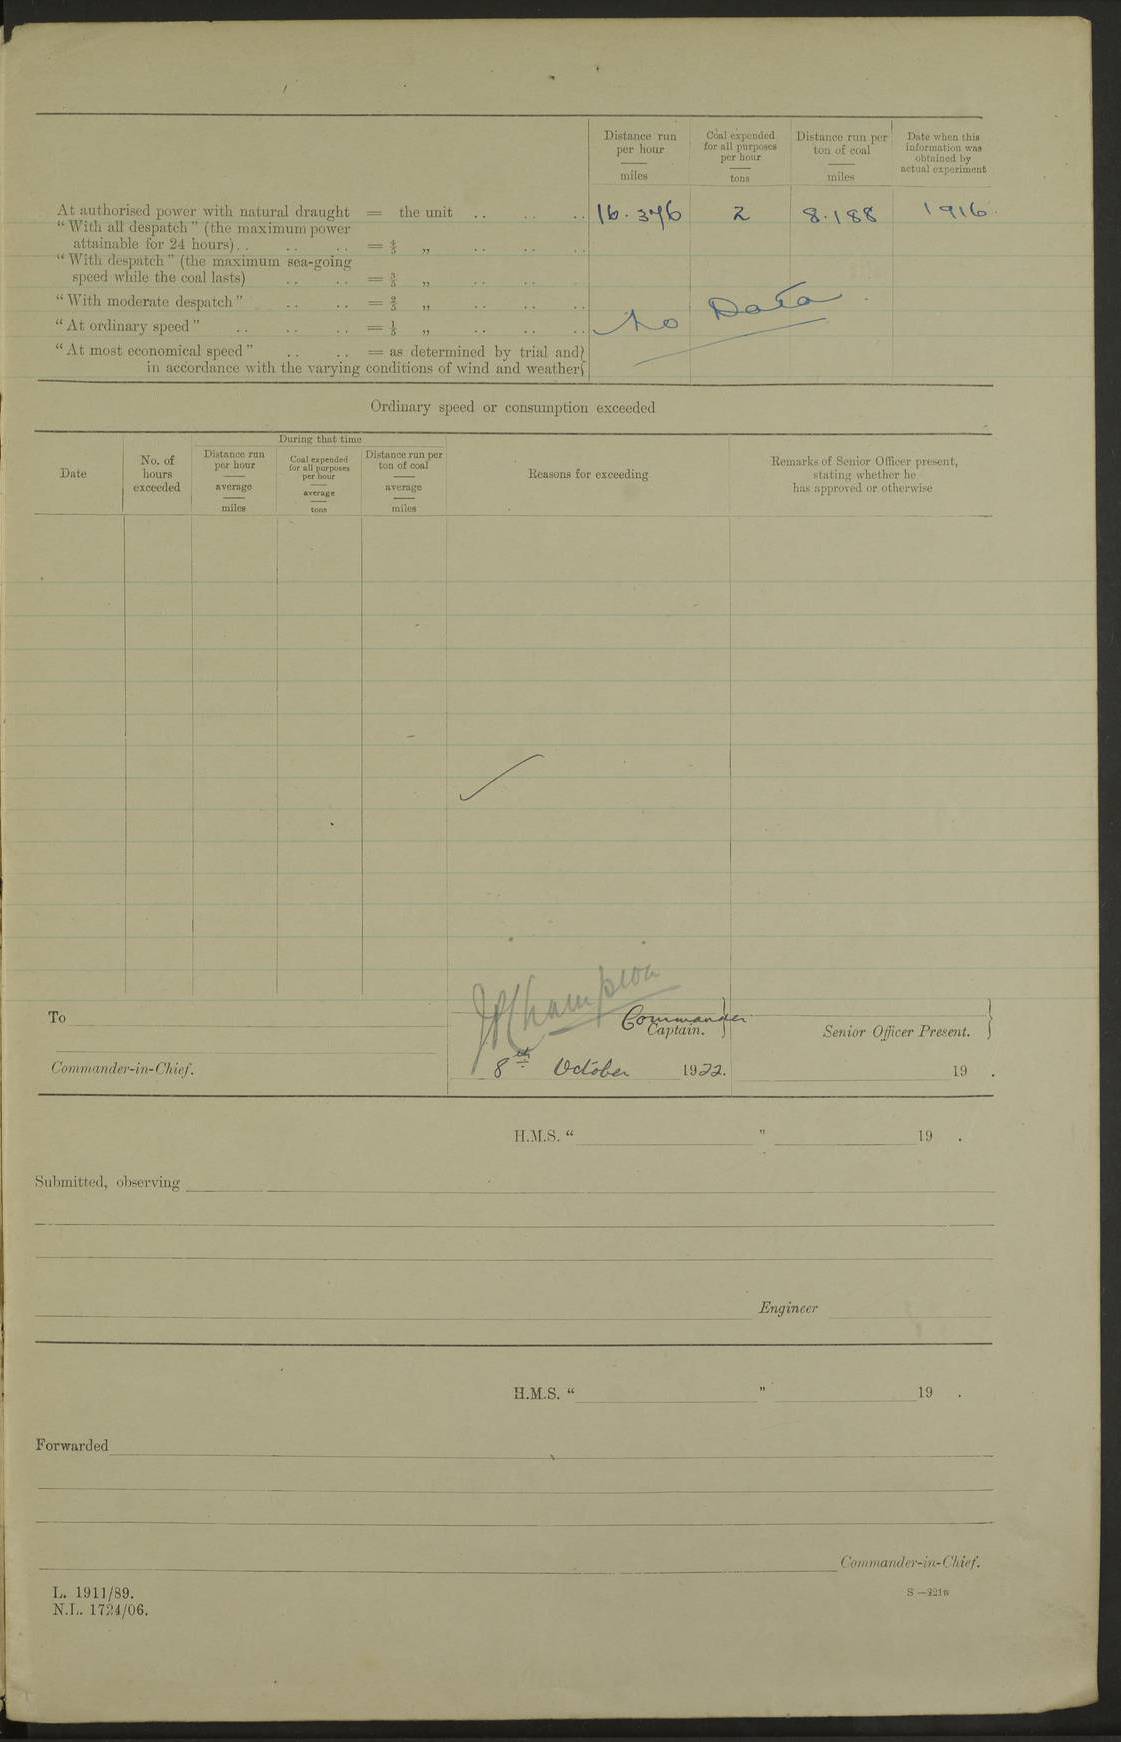 Distance run per hour miles
Coal expended for all purposes per hour tons
Distance run per ton of coal miles
Date when this information was obtained by actual experiment
At authorised power with natural draught = the unit .. .. .. 16.376 2 8.188 1916.
"With all despatch" (the maximum power
attainable for 24 hours).. .. .. = 4/5 „ .. .. ..
"With despatch" (the maximum sea-going
speed while the coal lasts) .. .. = 3/5 „ .. ..
"With moderate despatch" .. .. = 2/5 „ .. .. ..
No Data
"At ordinary speed" .. .. .. = 1/5 „ .. .. ..
"At most economical speed" .. .. = as determined by trial and
in accordance with the varying conditions of wind and weather
Ordinary speed or consumption exceeded
Date
No. of hours exceeded
During that time
Distance run per hour average miles
Coal expended for all purposes per hour average tons
Distance run per ton of coal average miles
Reasons for exceeding
Remarks of Senior Officer present, stating whether he has approved or otherwise
JP Champion
To
Commander
Captain.
Senior Officer Present.
Commander-in-Chief.
8th October 1922.
19 .
H.M.S. " " 19 .
Submitted, observing
Engineer
H.M.S. " " 19 .
Forwarded
Commander-in-Chief.
L. 1911/89.
N.L. 1724/06.